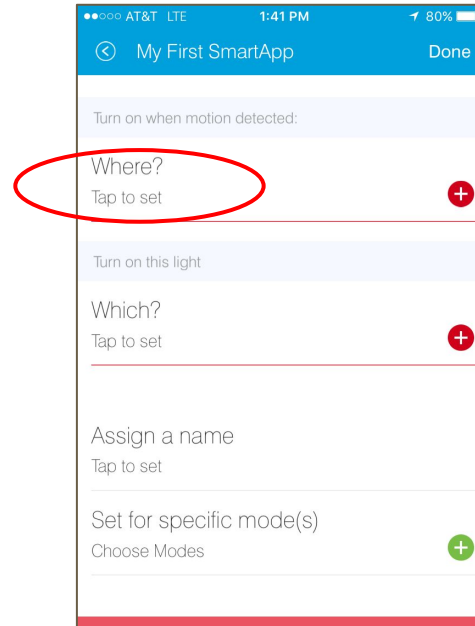 ●●○○○ AT&T LTE 1:41 PM 80%
My First SmartApp Done
Turn on when motion detected:
Where?
Tap to set
Turn on this light
Which?
Tap to set
Assign a name
Tap to set
Set for specific mode(s)
Choose Modes